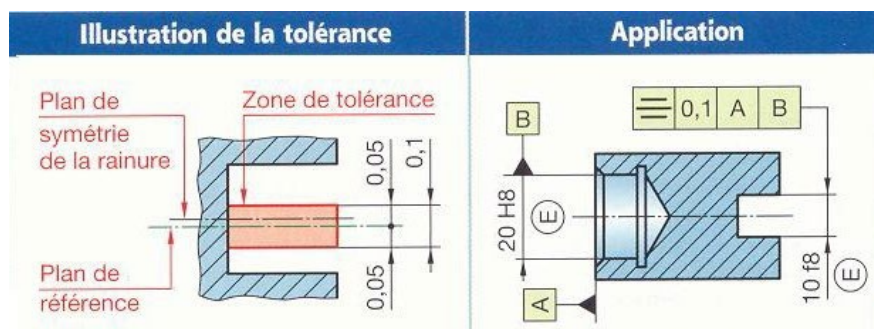 Illustration de la tolérance
Application
Plan de
symétrie
de la rainure
Zone de tolérance
0,05
0,1
0,05
Plan de
référence
B
0,1 A B
20 H8
E
A
10 f8
E